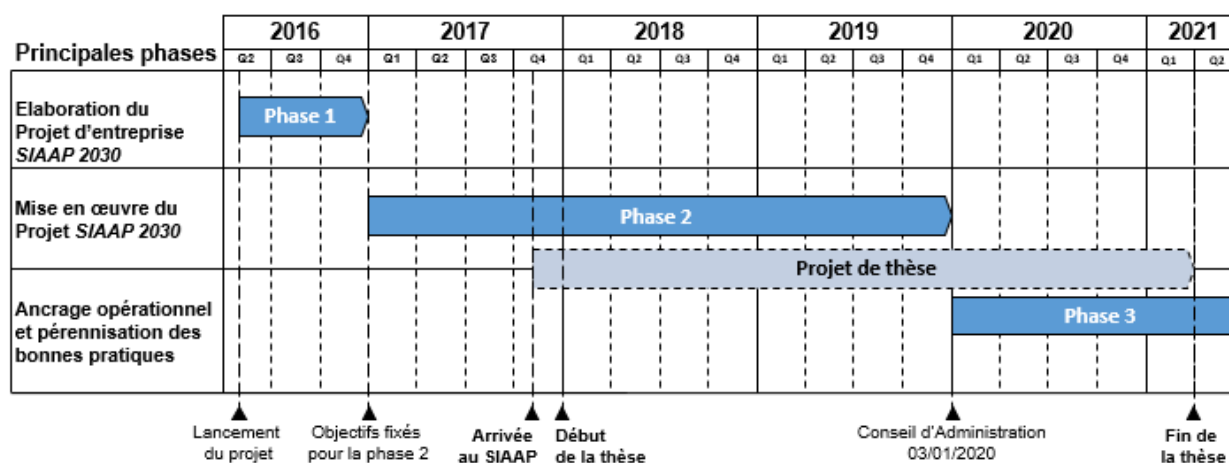 2016 2017 2018 2019 2020 2021
Principales phases
Q2 Q3 Q4 Q1 Q2 Q3 Q4 Q1 Q2 Q3 Q4 Q1 Q2 Q3 Q4 Q1 Q2 Q3 Q4 Q1 Q2
Elaboration du
Projet d'entreprise
SIAAP 2030
Phase 1
Mise en œuvre du
Projet SIAAP 2030
Phase 2
Projet de thèse
Ancrage opérationnel
et pérennisation des
bonnes pratiques
Phase 3
Lancement
du projet
Objectifs fixés
pour la phase 2
Arrivée
au SIAAP
Début
de la thèse
Conseil d'Administration
03/01/2020
Fin de
la thèse